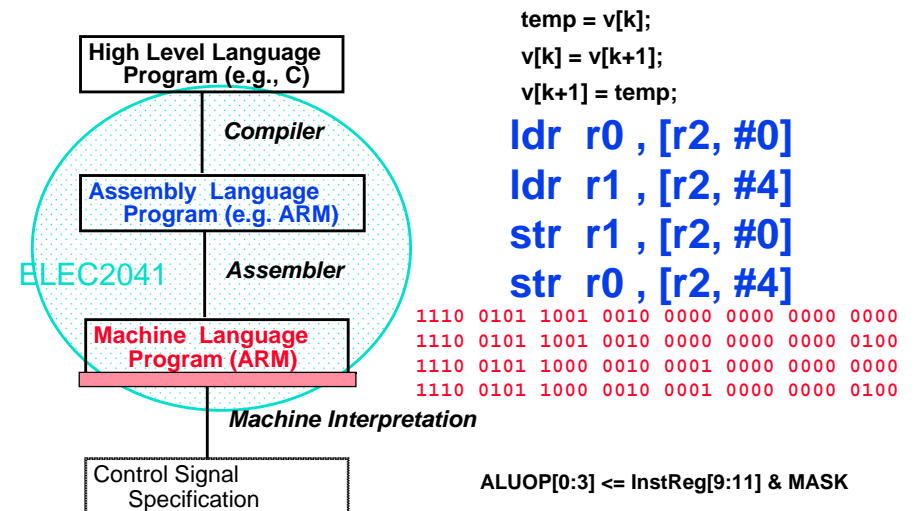 High Level Language
Program (e.g., C)
Compiler
Assembly Language
Program (e.g. ARM)
ELEC2041
Assembler
Machine Language
Program (ARM)
Machine Interpretation
Control Signal
Specification
temp = v[k];
v[k] = v[k+1];
v[k+1] = temp;
ldr r0 , [r2, #0]
ldr r1 , [r2, #4]
str r1 , [r2, #0]
str r0 , [r2, #4]
1110 0101 1001 0010 0000 0000 0000 0000
1110 0101 1001 0010 0000 0000 0000 0100
1110 0101 1000 0010 0001 0000 0000 0000
1110 0101 1000 0010 0001 0000 0000 0100
ALUOP[0:3] <= InstReg[9:11] & MASK